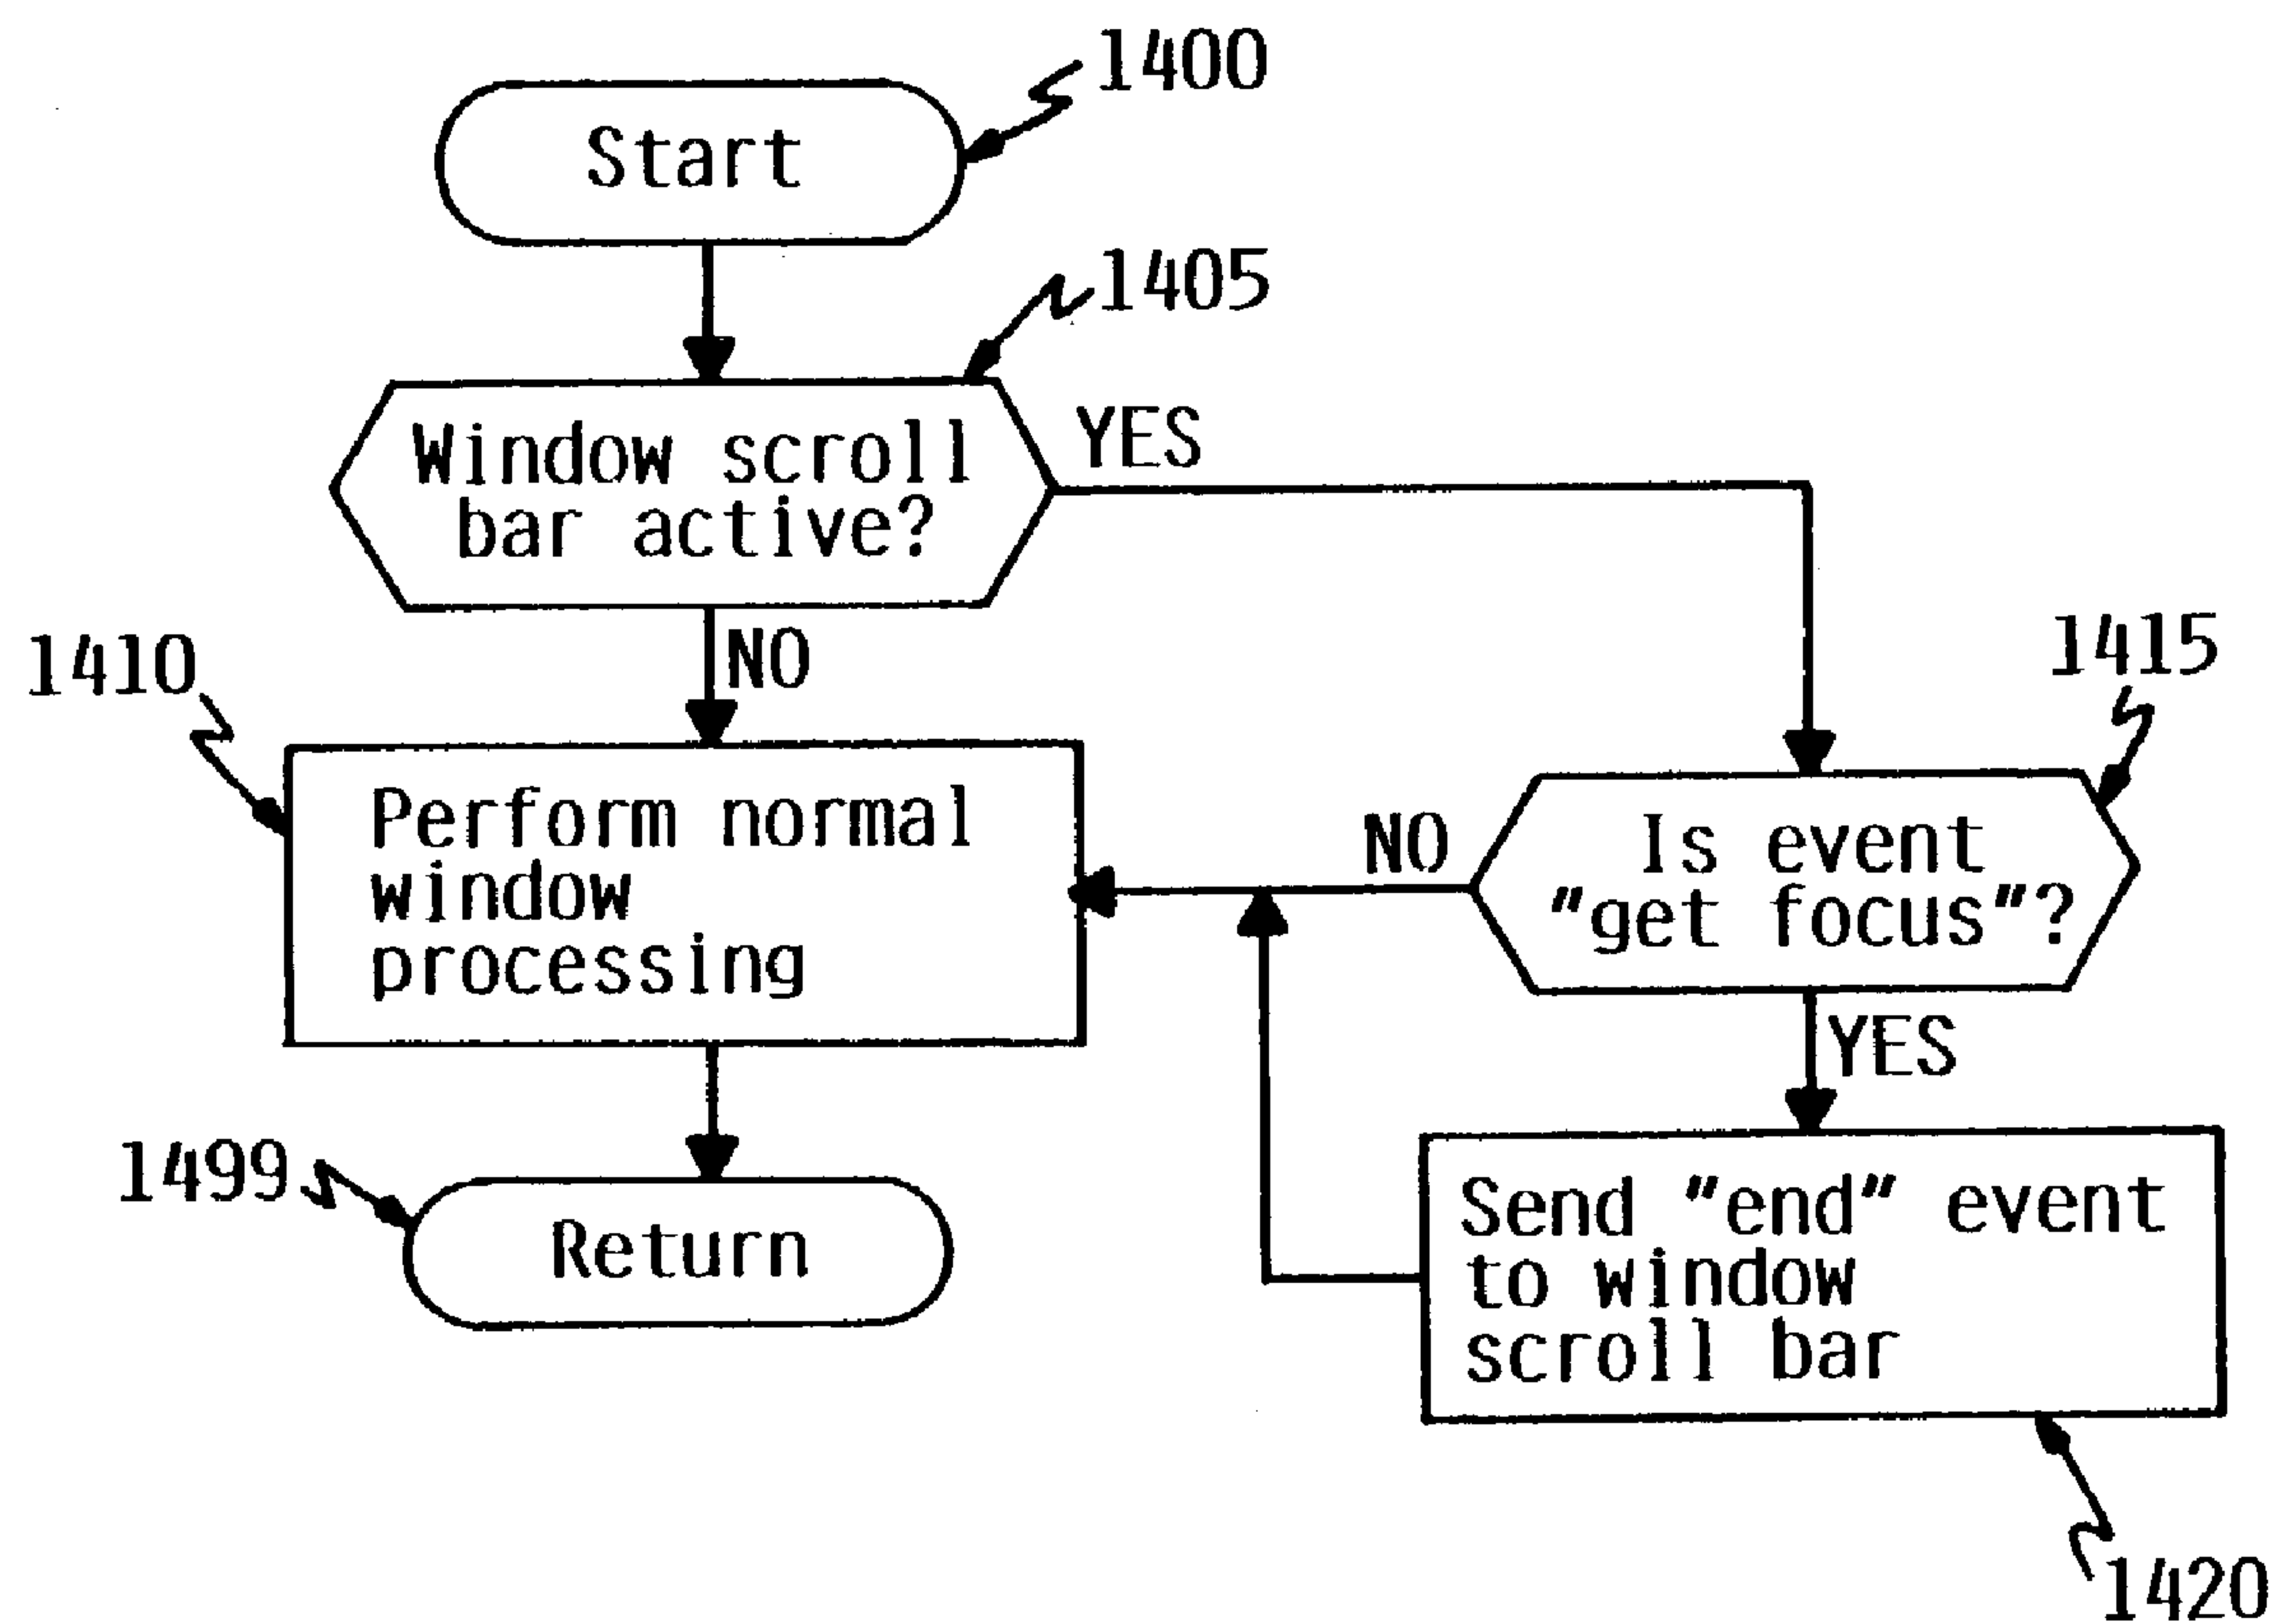 1400
Start
1405
Window scroll
bar active?
YES
NO
1410
Perform normal
window
processing
1415
Is event
"get focus"?
NO
YES
1420
Send "end" event
to window
scroll bar
1499
Return